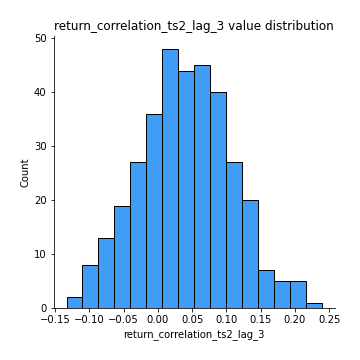 return_correlation_ts2_lag_3 value distribution
50
40
30
20
10
0
Count
−0.15 −0.10 −0.05 0.00 0.05 0.10 0.15 0.20 0.25
return_correlation_ts2_lag_3